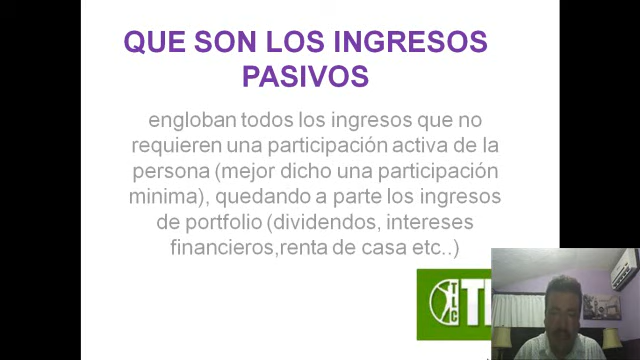 QUE SON LOS INGRESOS
PASIVOS
engloban todos los ingresos que no
requieren una participación activa de la
persona (mejor dicho una participación
minima), quedando a parte los ingresos
de portfolio (dividendos, intereses
financieros,renta de casa etc..)
TLC